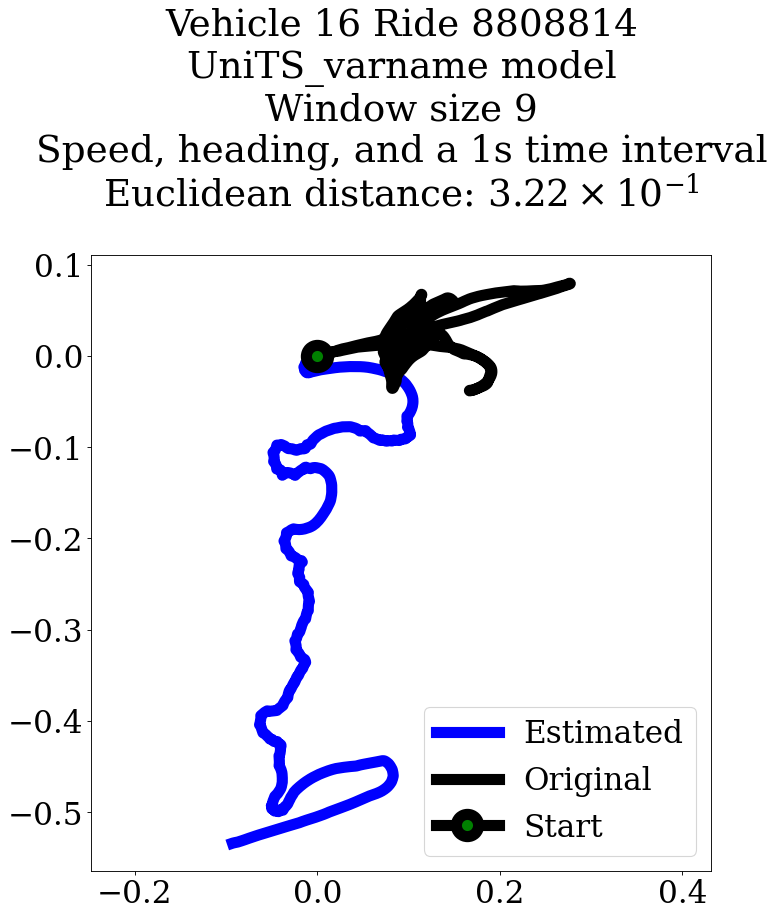 Vehicle 16 Ride 8808814
UniTS_varname model
Window size 9
Speed, heading, and a 1s time interval
Euclidean distance: 3.22 × 10⁻¹
0.1
0.0
−0.1
−0.2
−0.3
−0.4
−0.5
Estimated
Original
Start
−0.2
0.0
0.2
0.4